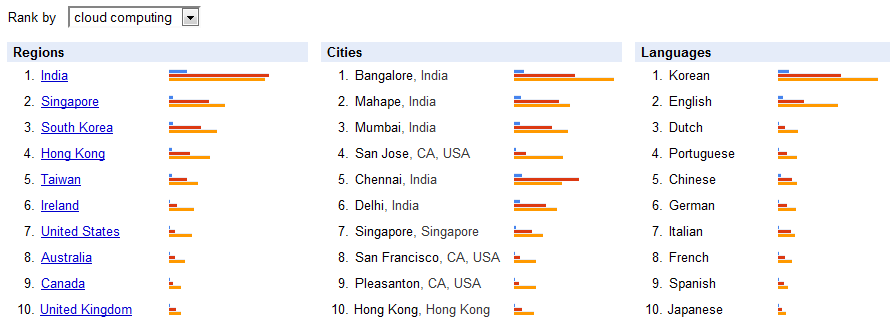 Rank by cloud computing
Regions
1. India
2. Singapore
3. South Korea
4. Hong Kong
5. Taiwan
6. Ireland
7. United States
8. Australia
9. Canada
10. United Kingdom
Cities
1. Bangalore, India
2. Mahape, India
3. Mumbai, India
4. San Jose, CA, USA
5. Chennai, India
6. Delhi, India
7. Singapore, Singapore
8. San Francisco, CA, USA
9. Pleasanton, CA, USA
10. Hong Kong, Hong Kong
Languages
1. Korean
2. English
3. Dutch
4. Portuguese
5. Chinese
6. German
7. Italian
8. French
9. Spanish
10. Japanese